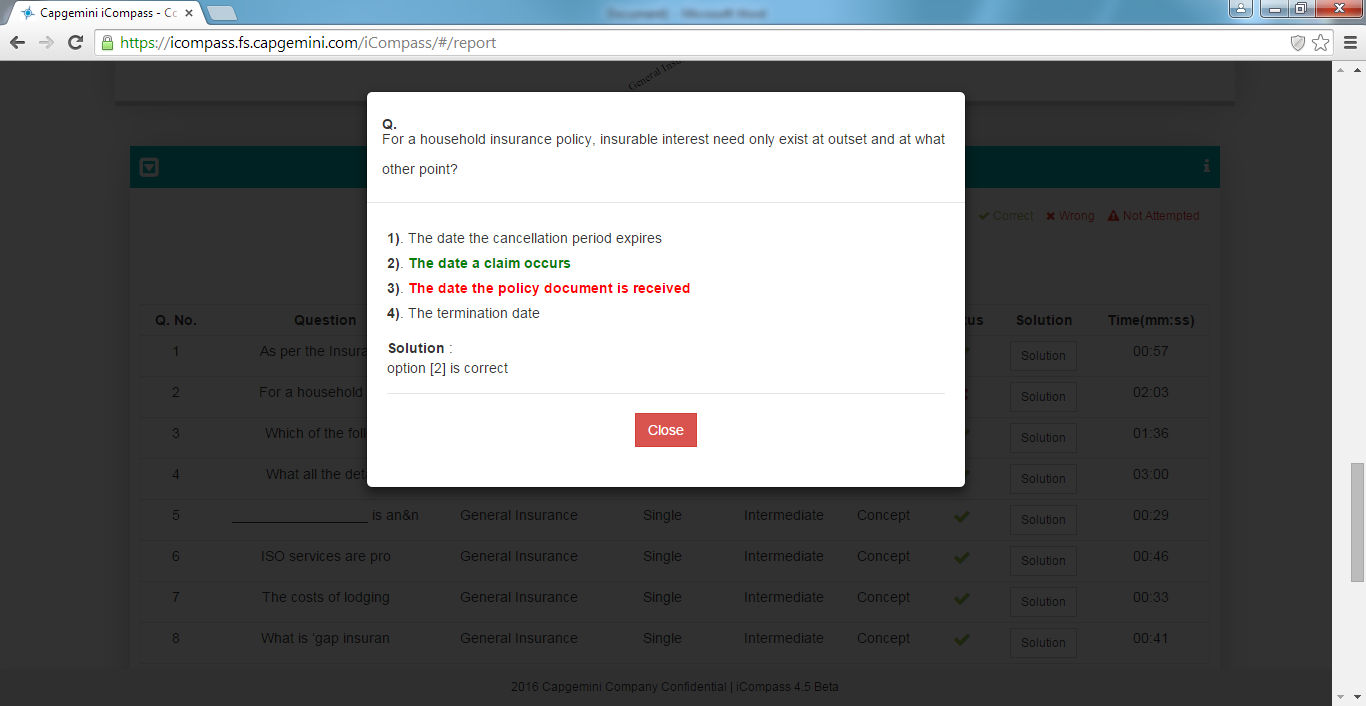 Capgemini iCompass - Cc
https://icompass.fs.capgemini.com/iCompass/#/report
Q.
For a household insurance policy, insurable interest need only exist at outset and at what
other point?
1). The date the cancellation period expires
2). The date a claim occurs
3). The date the policy document is received
4). The termination date
Solution :
option [2] is correct
Close
Correct Wrong Not Attempted
Q. No. Question Solution Time(mm:ss)
1 As per the Insura Solution 00:57
2 For a household Solution 02:03
3 Which of the foll Solution 01:36
4 What all the deta Solution 03:00
5 _________________ is an&n General Insurance Single Intermediate Concept Solution 00:29
6 ISO services are pro General Insurance Single Intermediate Concept Solution 00:46
7 The costs of lodging General Insurance Single Intermediate Concept Solution 00:33
8 What is 'gap insuran General Insurance Single Intermediate Concept Solution 00:41
2016 Capgemini Company Confidential | iCompass 4.5 Beta